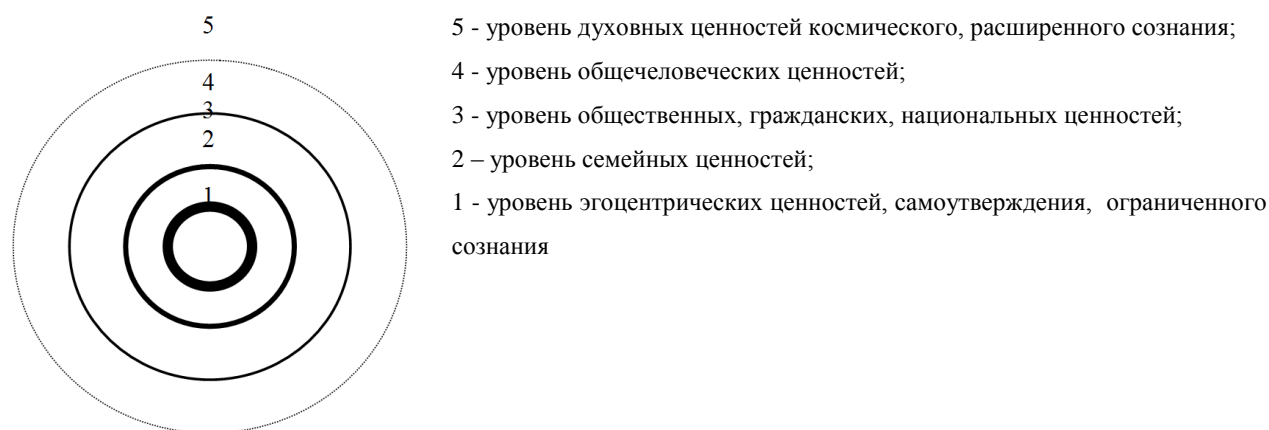 5
4
3
2
1
5 - уровень духовных ценностей космического, расширенного сознания;
4 - уровень общечеловеческих ценностей;
3 - уровень общественных, гражданских, национальных ценностей;
2 – уровень семейных ценностей;
1 - уровень эгоцентрических ценностей, самоутверждения, ограниченного
сознания